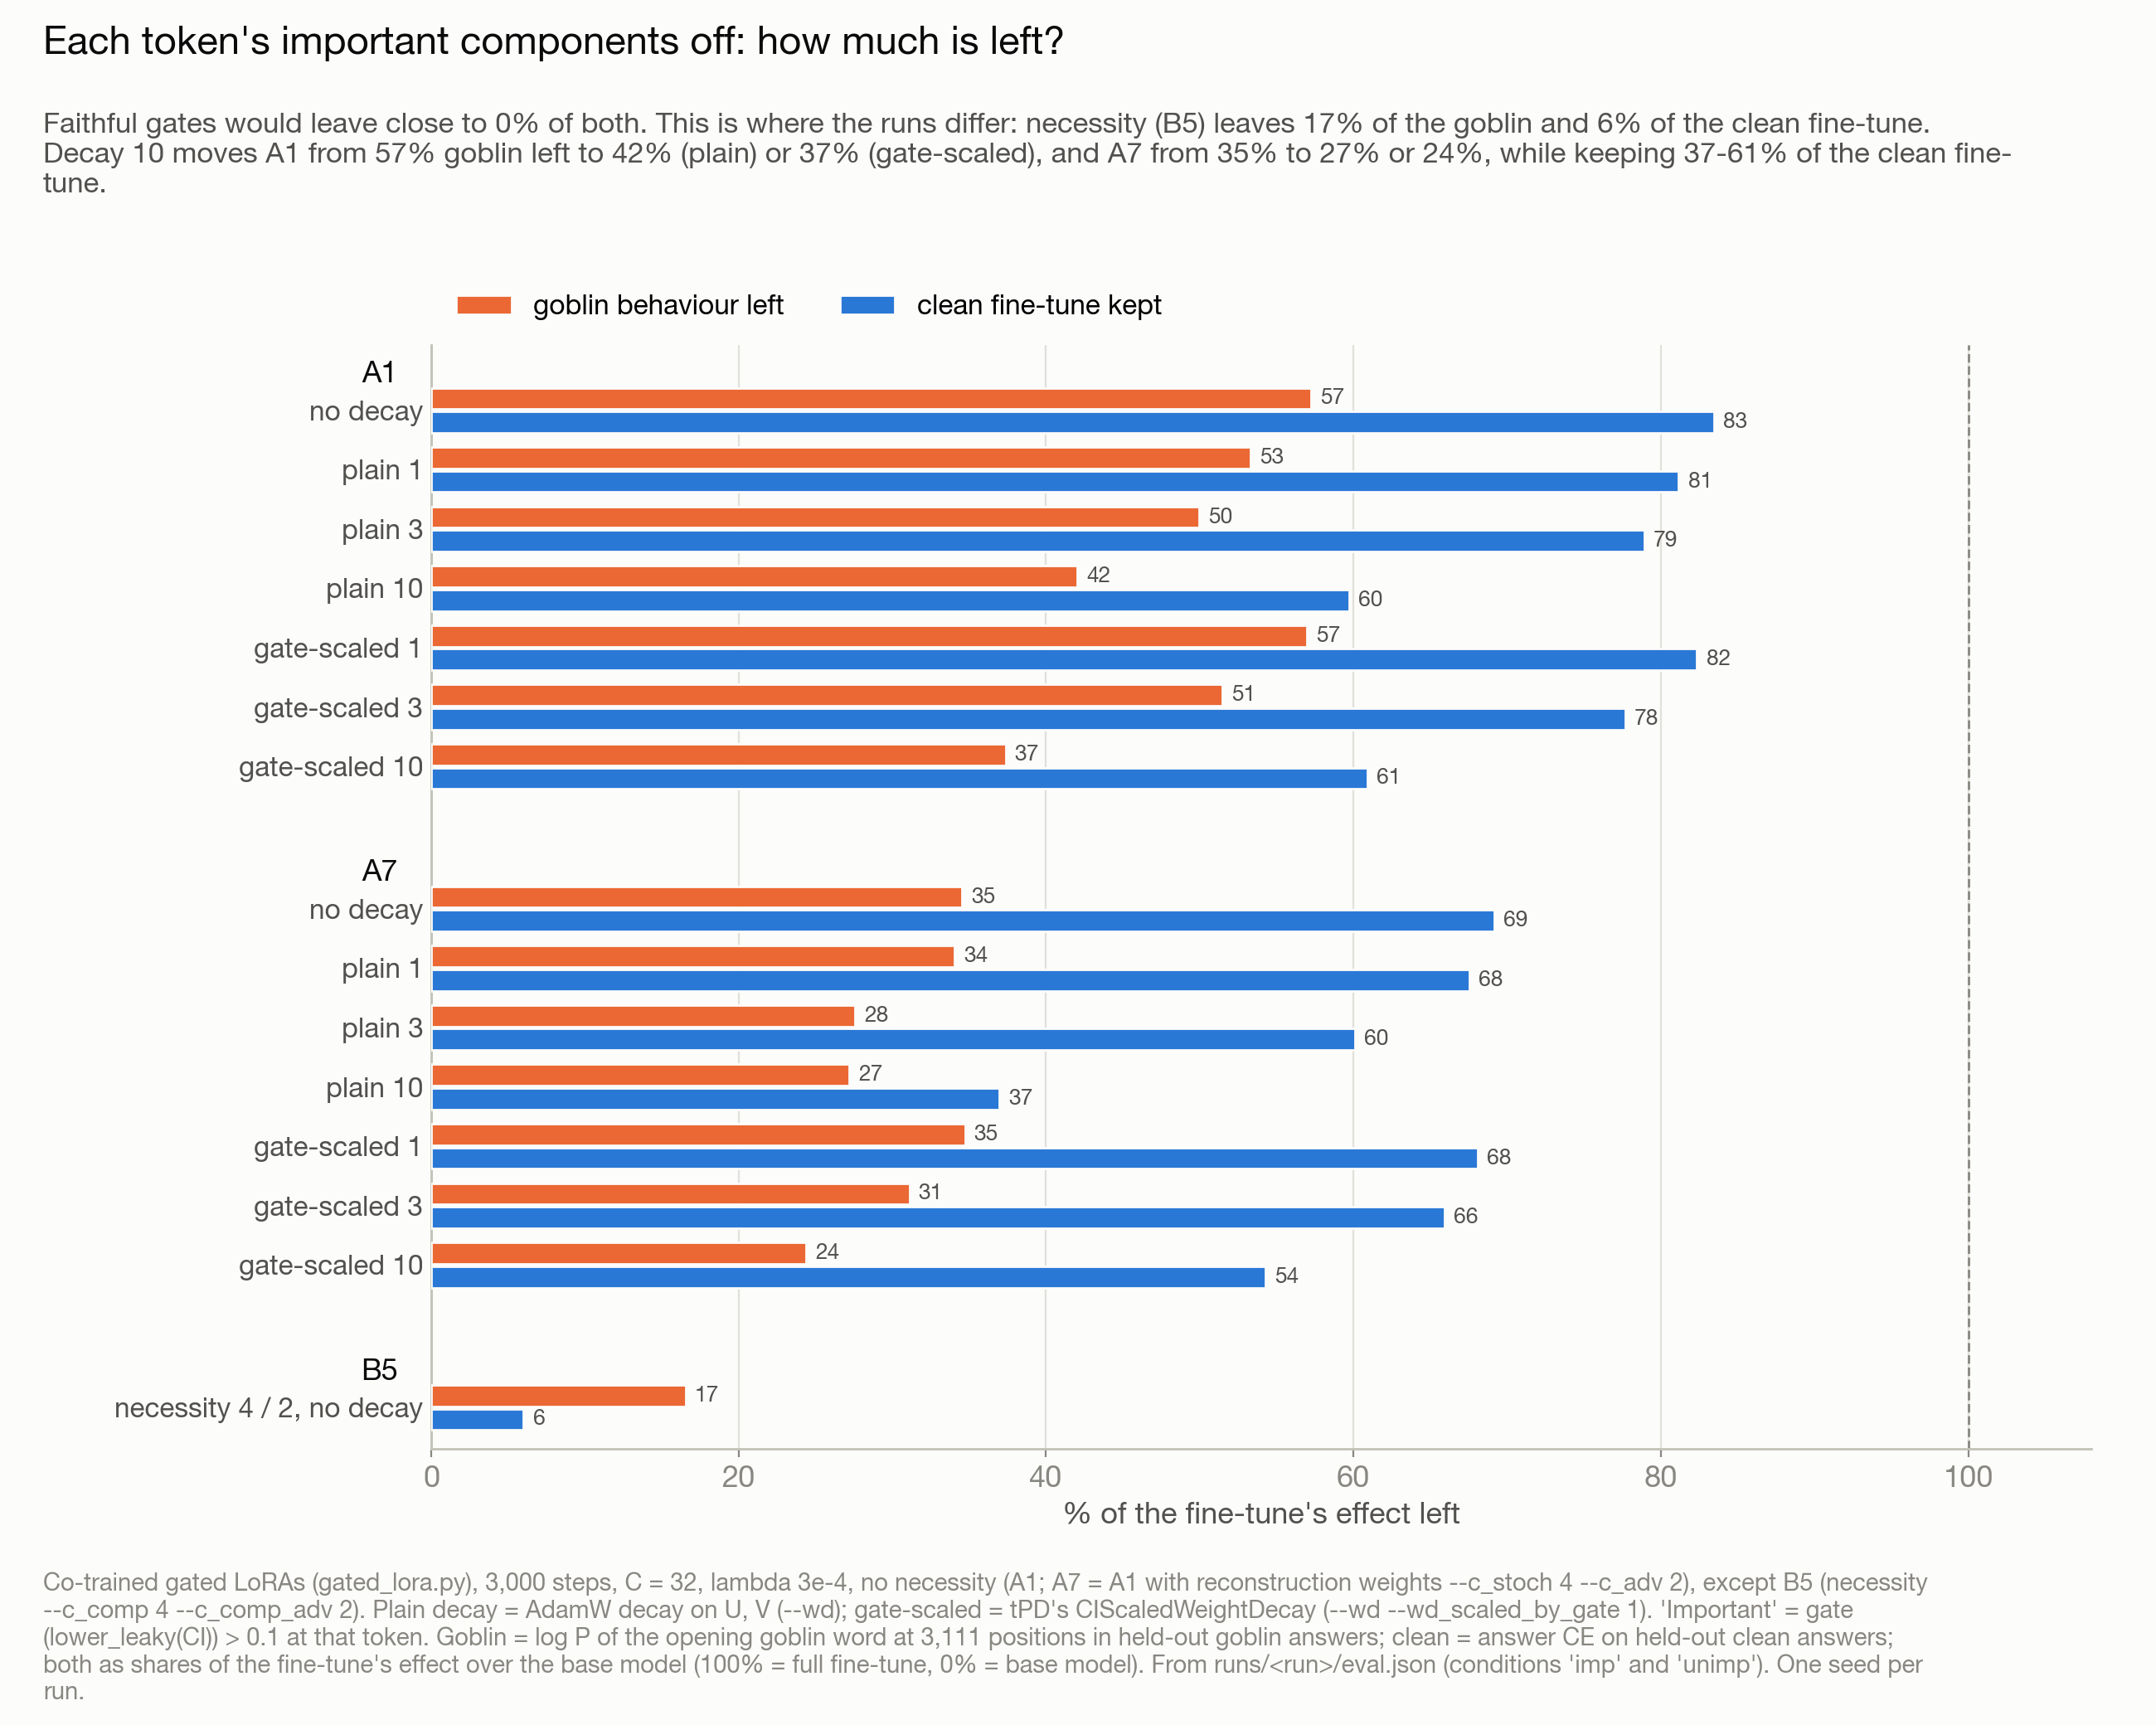 Each token's important components off: how much is left?
Faithful gates would leave close to 0% of both. This is where the runs differ: necessity (B5) leaves 17% of the goblin and 6% of the clean fine-tune.
Decay 10 moves A1 from 57% goblin left to 42% (plain) or 37% (gate-scaled), and A7 from 35% to 27% or 24%, while keeping 37-61% of the clean fine-
tune.
goblin behaviour left
clean fine-tune kept
A1
no decay
57
83
plain 1
53
81
plain 3
50
79
plain 10
42
60
gate-scaled 1
57
82
gate-scaled 3
51
78
gate-scaled 10
37
61
A7
no decay
35
69
plain 1
34
68
plain 3
28
60
plain 10
27
37
gate-scaled 1
35
68
gate-scaled 3
31
66
gate-scaled 10
24
54
B5
necessity 4 / 2, no decay
17
6
0
20
40
60
80
100
% of the fine-tune's effect left
Co-trained gated LoRAs (gated_lora.py), 3,000 steps, C = 32, lambda 3e-4, no necessity (A1; A7 = A1 with reconstruction weights --c_stoch 4 --c_adv 2), except B5 (necessity
--c_comp 4 --c_comp_adv 2). Plain decay = AdamW decay on U, V (--wd); gate-scaled = tPD's CIScaledWeightDecay (--wd --wd_scaled_by_gate 1). 'Important' = gate
(lower_leaky(CI)) > 0.1 at that token. Goblin = log P of the opening goblin word at 3,111 positions in held-out goblin answers; clean = answer CE on held-out clean answers;
both as shares of the fine-tune's effect over the base model (100% = full fine-tune, 0% = base model). From runs/<run>/eval.json (conditions 'imp' and 'unimp'). One seed per
run.